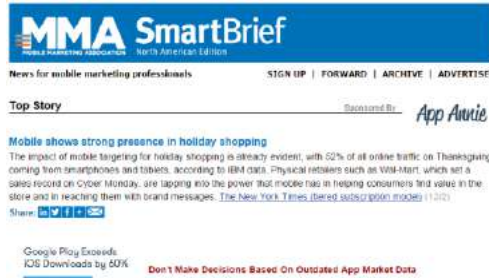 MMA SmartBrief
MOBILE MARKETING ASSOCIATION North American Edition
News for mobile marketing professionals SIGN UP | FORWARD | ARCHIVE | ADVERTISE
Top Story Sponsored By App Annie
Mobile shows strong presence in holiday shopping
The impact of mobile targeting for holiday shopping is already evident, with 52% of all online traffic on Thanksgiving
coming from smartphones and tablets, according to IBM data. Physical retailers such as Wal-Mart, which set a
sales record on Cyber Monday, are tapping into the power that mobile has in helping consumers find value in the
store and in reaching them with brand messages. The New York Times (tiered subscription model) (12/2)
Share:
Google Play Exceeds
iOS Downloads by 60%
Don't Make Decisions Based On Outdated App Market Data